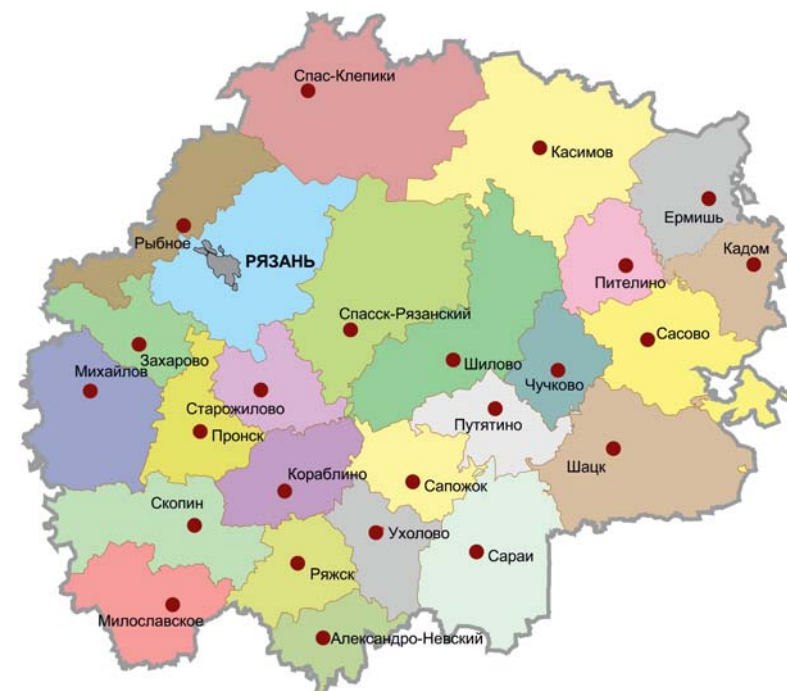 Спас-Клепики
Касимов
Ермишь
Рыбное
РЯЗАНЬ
Кадом
Пителино
Спасск-Рязанский
Сасово
Захарово
Михайлов
Шилово
Чучково
Старожилово
Путятино
Пронск
Шацк
Кораблино
Сапожок
Скопин
Ухолово
Сараи
Ряжск
Милославское
Александро-Невский